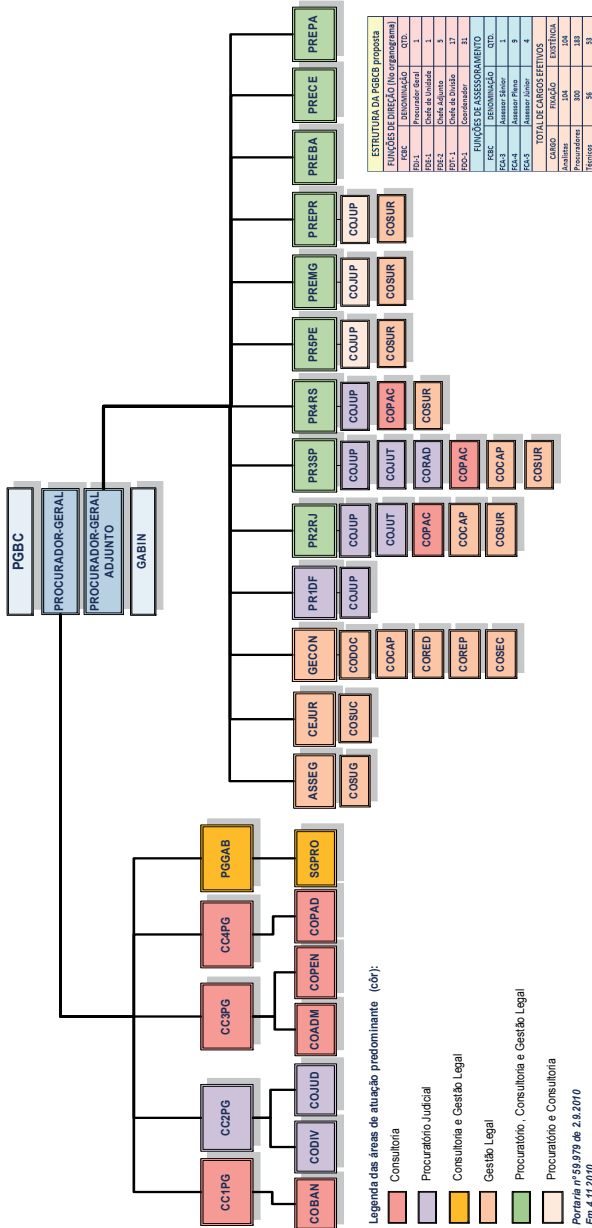 PGBC
PROCURADOR-GERAL
PROCURADOR-GERAL
ADJUNTO
GABIN
CC1PG
CC2PG
CC3PG
CC4PG
PGGAB
COBAN
CODIV
COJUD
COADM
COPEN
COPAD
SGPRO
ASSEG
CEJUR
GECON
PR1DF
PR2RJ
PR3SP
PR4RS
PR5PE
PREMG
PREPR
PREBA
PRECE
PREPA
COSUG
COSUC
CODOC
COCAP
CORED
COREP
COSEC
COJUP
COJUP
COJUT
COPAC
COCAP
COSUR
COJUP
COJUT
CORAD
COPAC
COCAP
COSUR
COJUP
COPAC
COSUR
COJUP
COSUR
COJUP
COSUR
COJUP
COSUR
Legenda das áreas de atuação predominante (côr):
Consultoria
Procuratório Judicial
Consultoria e Gestão Legal
Gestão Legal
Procuratório , Consultoria e Gestão Legal
Procuratório e Consultoria
Portaria nº 59.979 de 2.9.2010
Em 4.11.2010
ESTRUTURA DA PGBCB proposta
FUNÇÕES DE DIREÇÃO (No organograma)
FCBC DENOMINAÇÃO QTD.
FDJ-1 Procurador Geral 1
FDE-1 Chefe de Unidade 1
FDE-2 Chefe Adjunto 5
FDT- 1 Chefe de Divisão 17
FDO-1 Coordenador 31
FUNÇÕES DE ASSESSORAMENTO
FCBC DENOMINAÇÃO QTD.
FCA-3 Assessor Sênior 1
FCA-4 Assessor Pleno 9
FCA-5 Assessor Júnior 4
TOTAL DE CARGOS EFETIVOS
CARGO FIXAÇÃO EXISTÊNCIA
Analistas 104 104
Procuradores 300 183
Técnicos 56 53